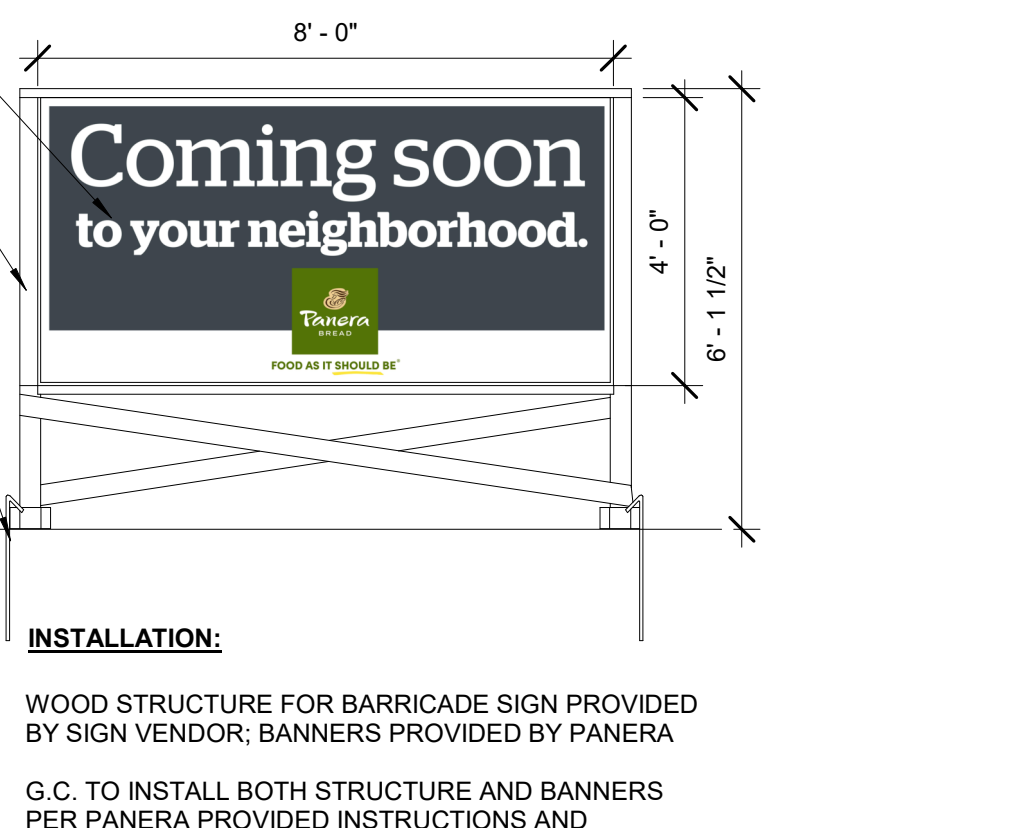 8' - 0"
Coming soon
to your neighborhood.
Panera
BREAD
FOOD AS IT SHOULD BE®
4' - 0"
6' - 1 1/2"
INSTALLATION:
WOOD STRUCTURE FOR BARRICADE SIGN PROVIDED
BY SIGN VENDOR; BANNERS PROVIDED BY PANERA
G.C. TO INSTALL BOTH STRUCTURE AND BANNERS
PER PANERA PROVIDED INSTRUCTIONS AND